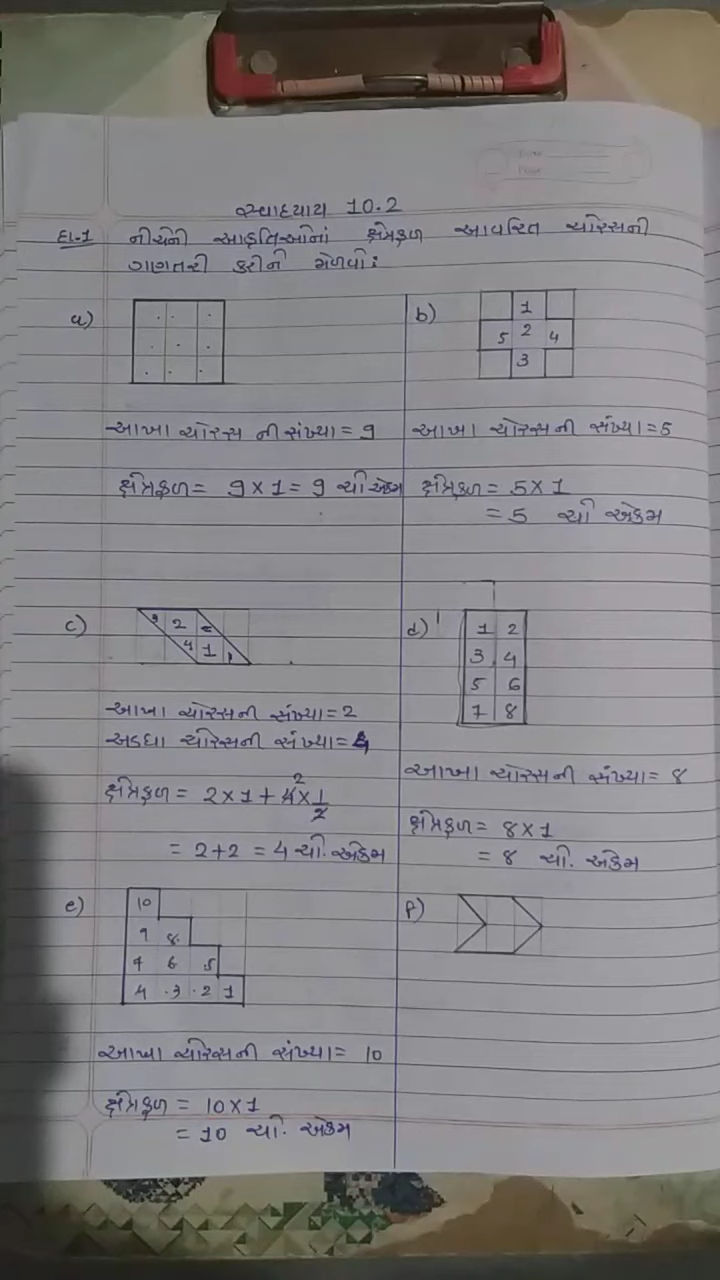 સ્વાધ્યાય 10.2
દા-1 નીચેની આકૃતિઓનાં ક્ષેત્રફળ આવરિત ચોરસની
ગણતરી કરીને મેળવો:
a)
આખા ચોરસ ની સંખ્યા = 9
ક્ષેત્રફળ = 9 × 1 = 9 ચો એકમ
b)
1
5 2 4
3
આખા ચોરસની સંખ્યા = 5
ક્ષેત્રફળ = 5 × 1
= 5 ચો એકમ
c)
3 2 2
4 1 1
આખા ચોરસની સંખ્યા = 2
અડધા ચોરસની સંખ્યા = 4
ક્ષેત્રફળ = 2 × 1 + 4 × 1/2
2
= 2 + 2 = 4 ચો. એકમ
d)
1 2
3 4
5 6
7 8
આખા ચોરસની સંખ્યા = 8
ક્ષેત્રફળ = 8 × 1
= 8 ચો. એકમ
e)
10
9 8
7 6 5
4 3 2 1
આખા ચોરસની સંખ્યા = 10
ક્ષેત્રફળ = 10 × 1
= 10 ચો. એકમ
f)